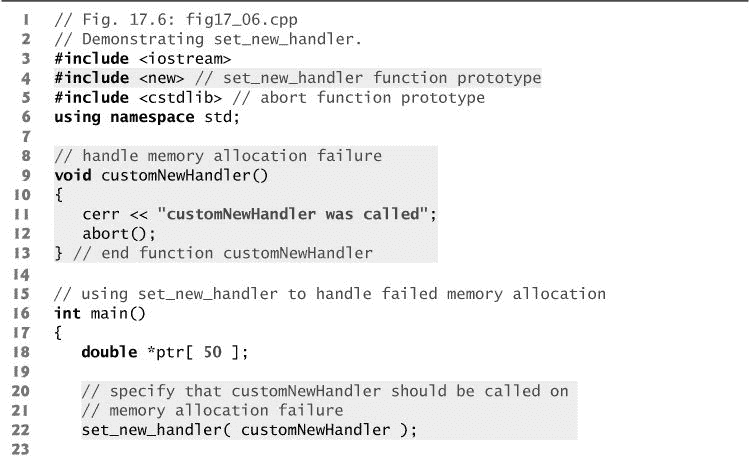 1 // Fig. 17.6: fig17_06.cpp
2 // Demonstrating set_new_handler.
3 #include <iostream>
4 #include <new> // set_new_handler function prototype
5 #include <cstdlib> // abort function prototype
6 using namespace std;
7
8 // handle memory allocation failure
9 void customNewHandler()
10 {
11    cerr << "customNewHandler was called";
12    abort();
13 } // end function customNewHandler
14
15 // using set_new_handler to handle failed memory allocation
16 int main()
17 {
18    double *ptr[ 50 ];
19
20    // specify that customNewHandler should be called on
21    // memory allocation failure
22    set_new_handler( customNewHandler );
23